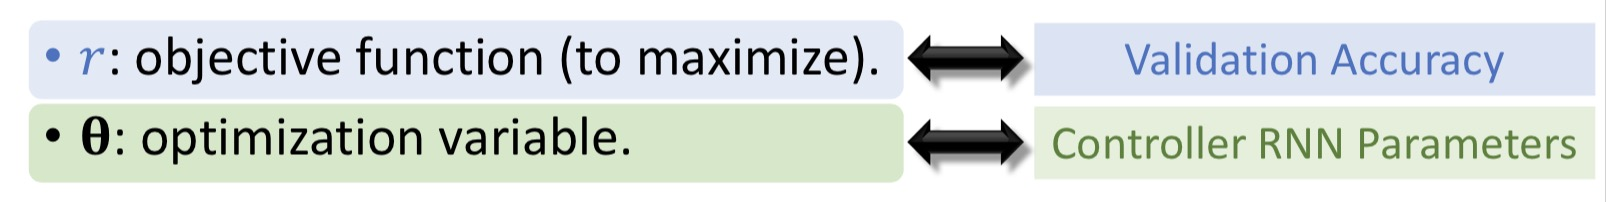 • r: objective function (to maximize). Validation Accuracy
• θ: optimization variable. Controller RNN Parameters